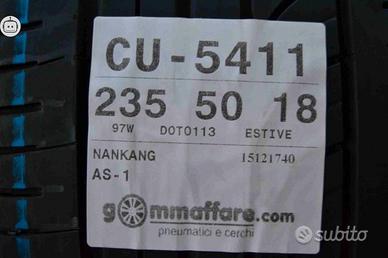 CU-5411
235 50 18
97W DOT0113 ESTIVE
NANKANG 15121740
AS-1
gommaffare.com
pneumatici e cerchi
subito